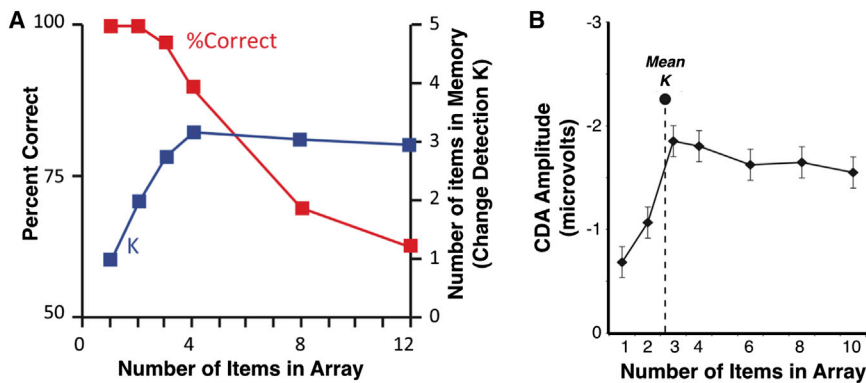 A
100
75
50
Percent Correct
%Correct
K
5
4
3
2
1
0
Number of items in Memory
(Change Detection K)
0 4 8 12
Number of Items in Array
B
-3
-2
-1
0
CDA Amplitude
(microvolts)
Mean
K
1 2 3 4 6 8 10
Number of Items in Array